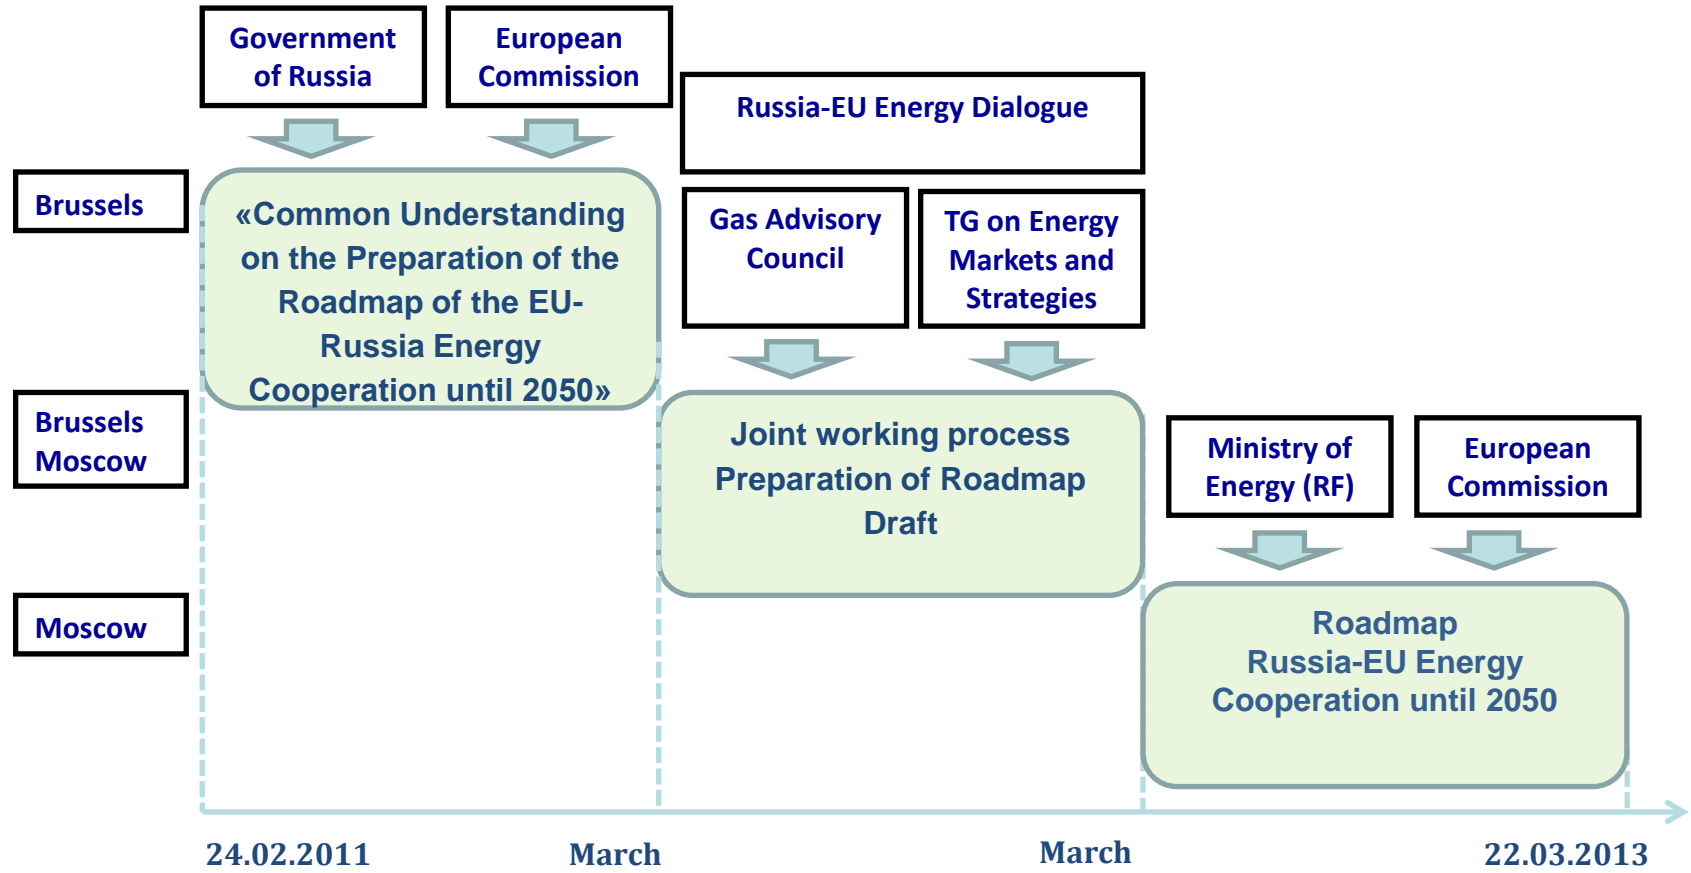 Government
of Russia
European
Commission
Russia-EU Energy Dialogue
Brussels
«Common Understanding
on the Preparation of the
Roadmap of the EU-
Russia Energy
Cooperation until 2050»
Gas Advisory
Council
TG on Energy
Markets and
Strategies
Brussels
Moscow
Joint working process
Preparation of Roadmap
Draft
Ministry of
Energy (RF)
European
Commission
Moscow
Roadmap
Russia-EU Energy
Cooperation until 2050
24.02.2011
March
March
22.03.2013